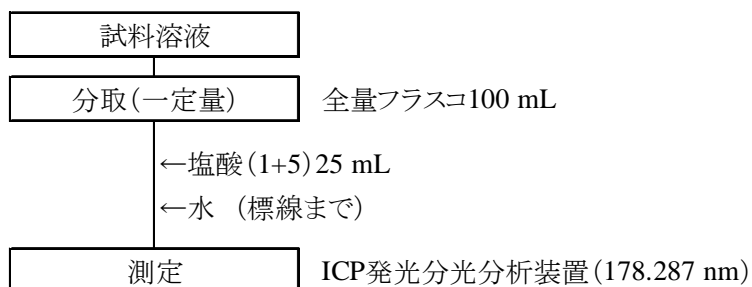 試料溶液
分取(一定量) 全量フラスコ100 mL
←塩酸(1+5)25 mL
←水 (標線まで)
測定 ICP発光分光分析装置(178.287 nm)